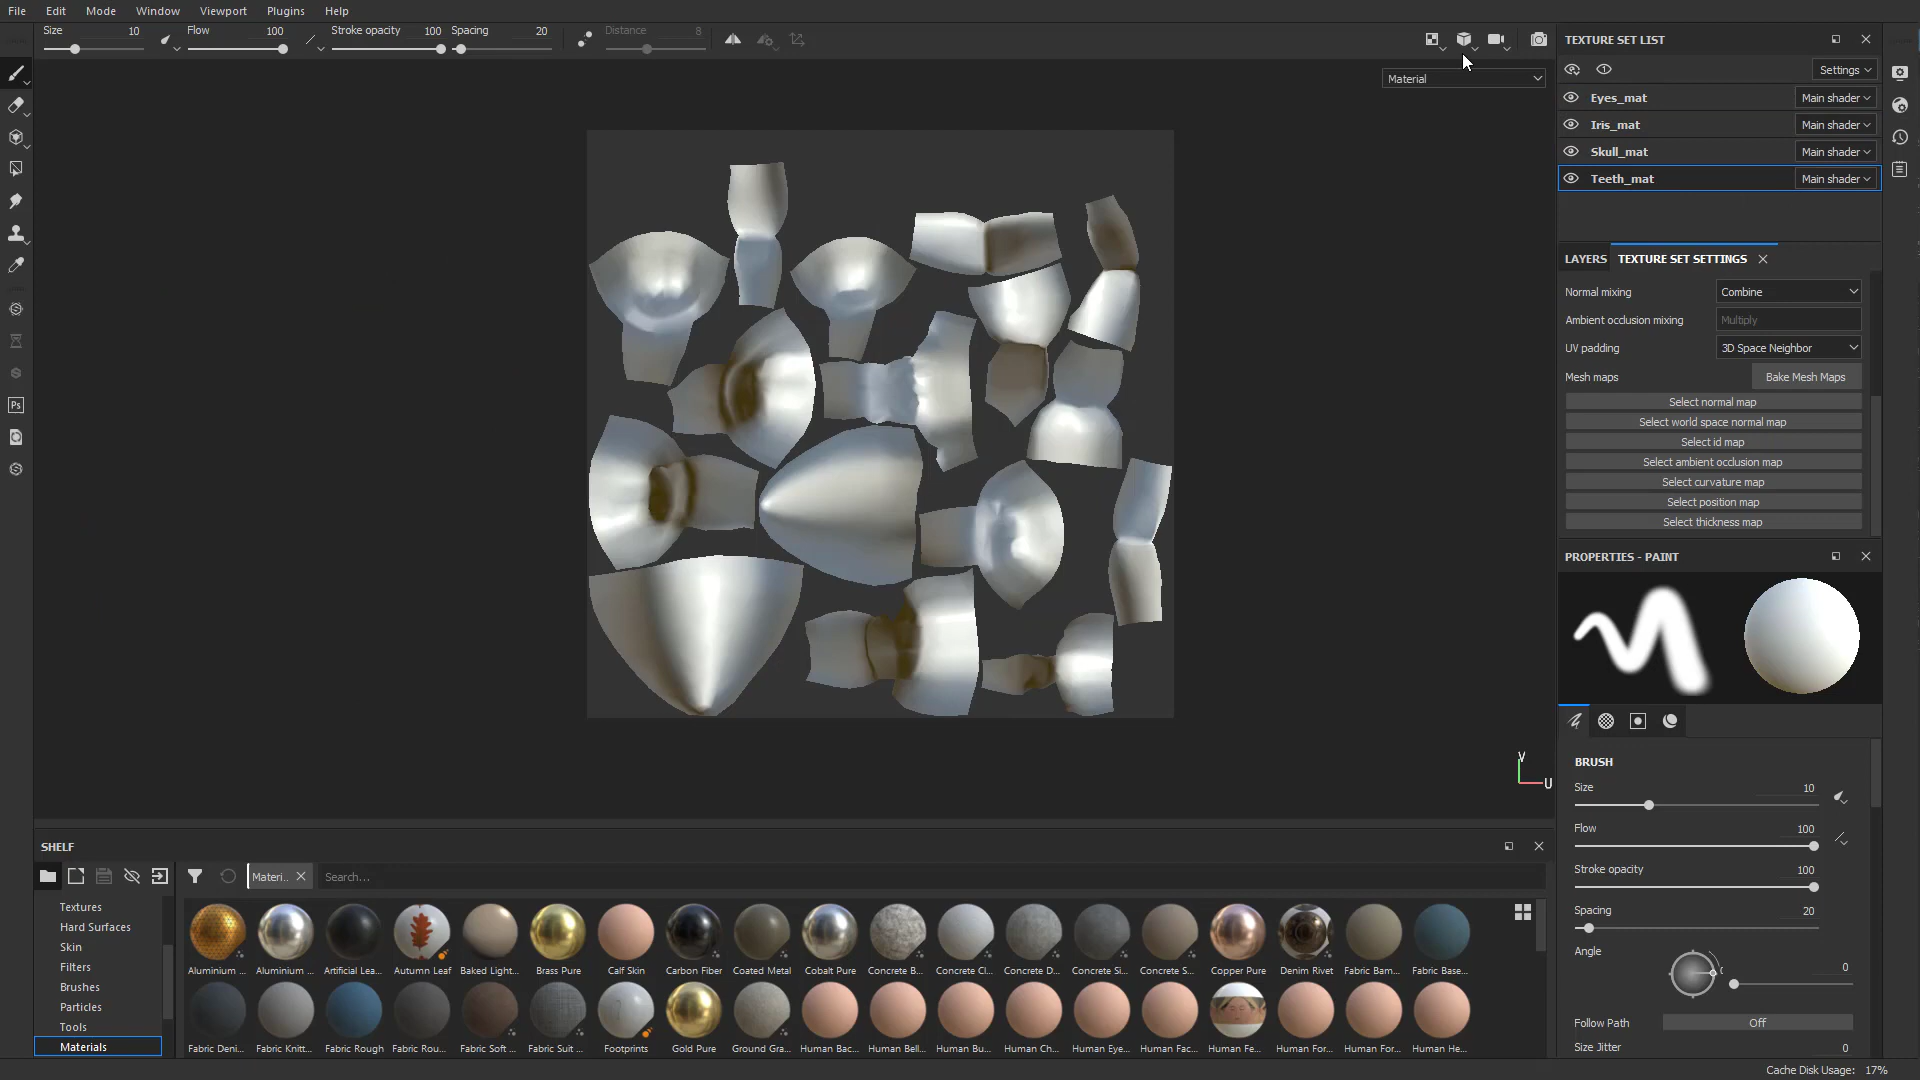 File Edit Mode Window Viewport Plugins Help
Size 10 Flow 100 Stroke opacity 100 Spacing 20 Distance 8
TEXTURE SET LIST
Material
Settings
Eyes_mat Main shader
Iris_mat Main shader
Skull_mat Main shader
Teeth_mat Main shader
LAYERS TEXTURE SET SETTINGS
Normal mixing Combine
Ambient occlusion mixing Multiply
UV padding 3D Space Neighbor
Mesh maps Bake Mesh Maps
Select normal map
Select world space normal map
Select id map
Select ambient occlusion map
Select curvature map
Select position map
Select thickness map
Ps
PROPERTIES - PAINT
V
U
BRUSH
Size 10
Flow 100
Stroke opacity 100
Spacing 20
Angle 0
Follow Path Off
Size Jitter 0
SHELF
Materi.. Search...
Textures
Hard Surfaces
Skin
Filters
Brushes
Particles
Tools
Materials
Aluminium ... Aluminium ... Artificial Lea... Autumn Leaf Baked Light... Brass Pure Calf Skin Carbon Fiber Coated Metal Cobalt Pure Concrete B... Concrete Cl... Concrete D... Concrete Si... Concrete S... Copper Pure Denim Rivet Fabric Bam... Fabric Base...
Fabric Deni... Fabric Knitt... Fabric Rough Fabric Rou... Fabric Soft ... Fabric Suit ... Footprints Gold Pure Ground Gra... Human Bac... Human Bell... Human Bu... Human Ch... Human Eye... Human Fac... Human Fe... Human For... Human For... Human He...
Cache Disk Usage: 17%